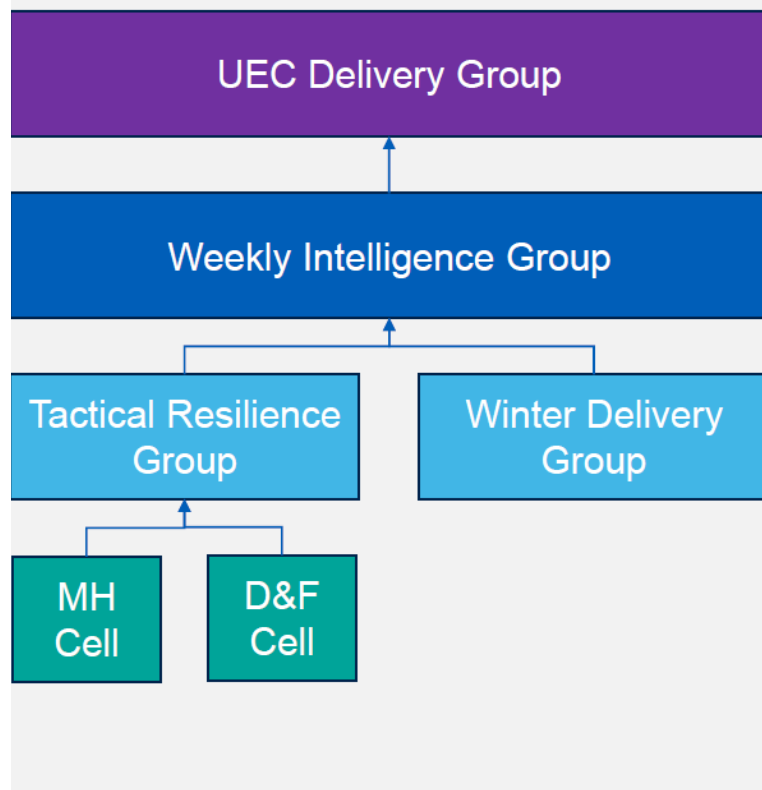 UEC Delivery Group
Weekly Intelligence Group
Tactical Resilience
Group
Winter Delivery
Group
MH
Cell
D&F
Cell